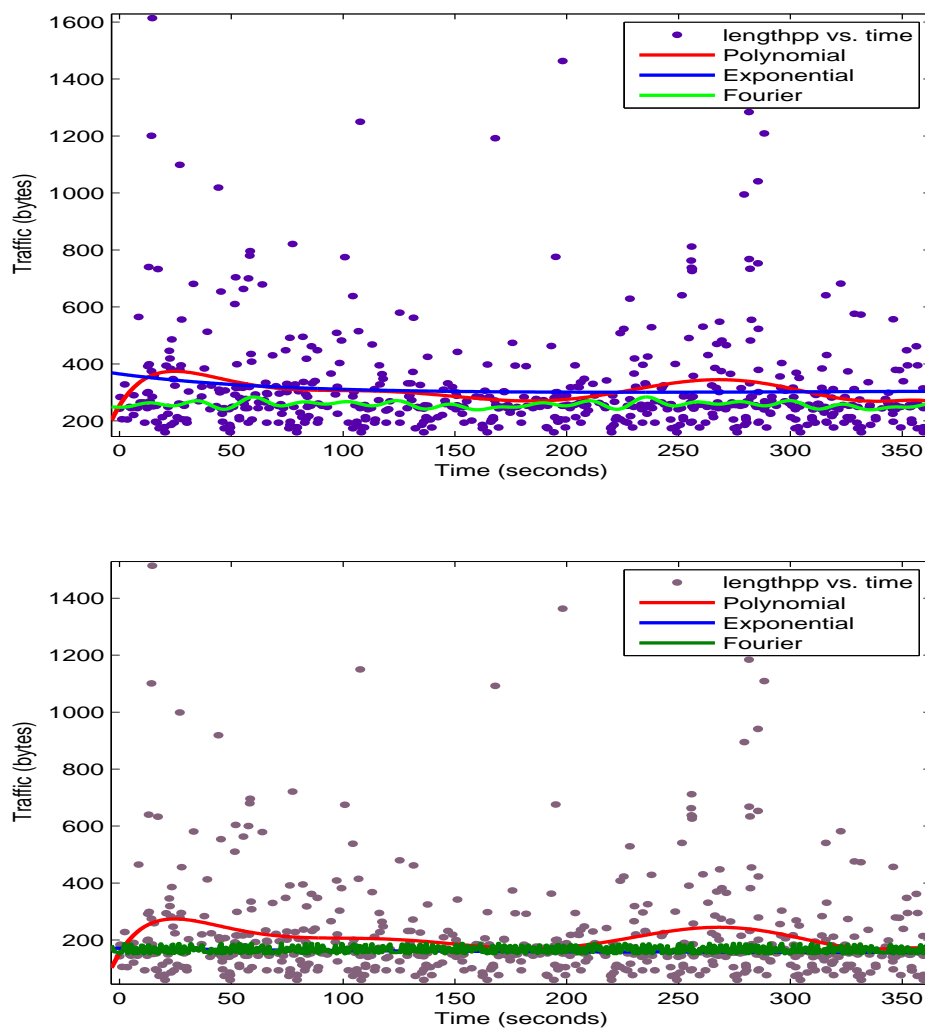 1600
1400
1200
1000
800
600
400
200
Traffic (bytes)
lengthpp vs. time
Polynomial
Exponential
Fourier
0 50 100 150 200 250 300 350
Time (seconds)
1400
1200
1000
800
600
400
200
Traffic (bytes)
lengthpp vs. time
Polynomial
Exponential
Fourier
0 50 100 150 200 250 300 350
Time (seconds)